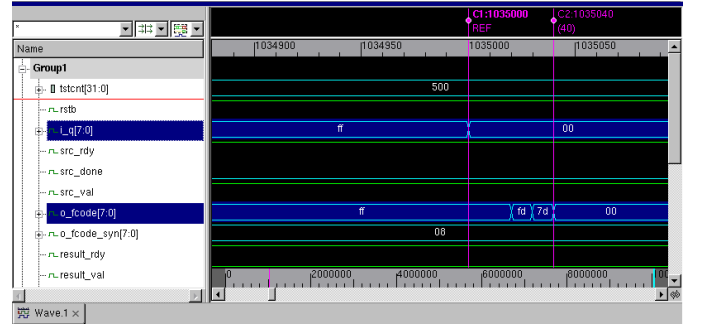 C1:1035000 C2:1035040
REF (40)
*
Name
1034900 1034950 1035000 1035050
Group1
tstcnt[31:0] 500
rstb
i_q[7:0] ff 00
src_rdy
src_done
src_val
o_fcode[7:0] ff fd 7d 00
o_fcode_syn[7:0] 08
result_rdy
result_val
0 2000000 4000000 6000000 8000000
Wave.1 ×